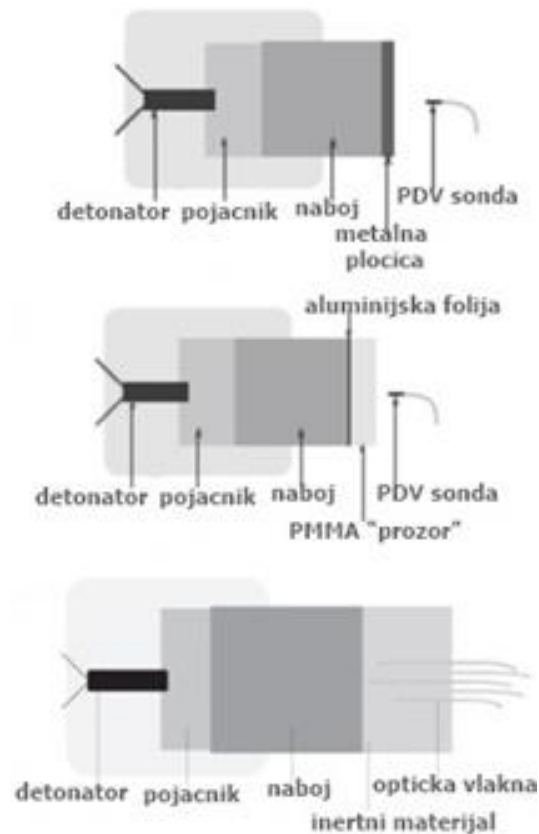 detonator pojacnik naboj PDV sonda
metalna
plocica
aluminijska folija
detonator pojacnik naboj PDV sonda
PMMA "prozor"
detonator pojacnik naboj opticka vlakna
inertni materijal